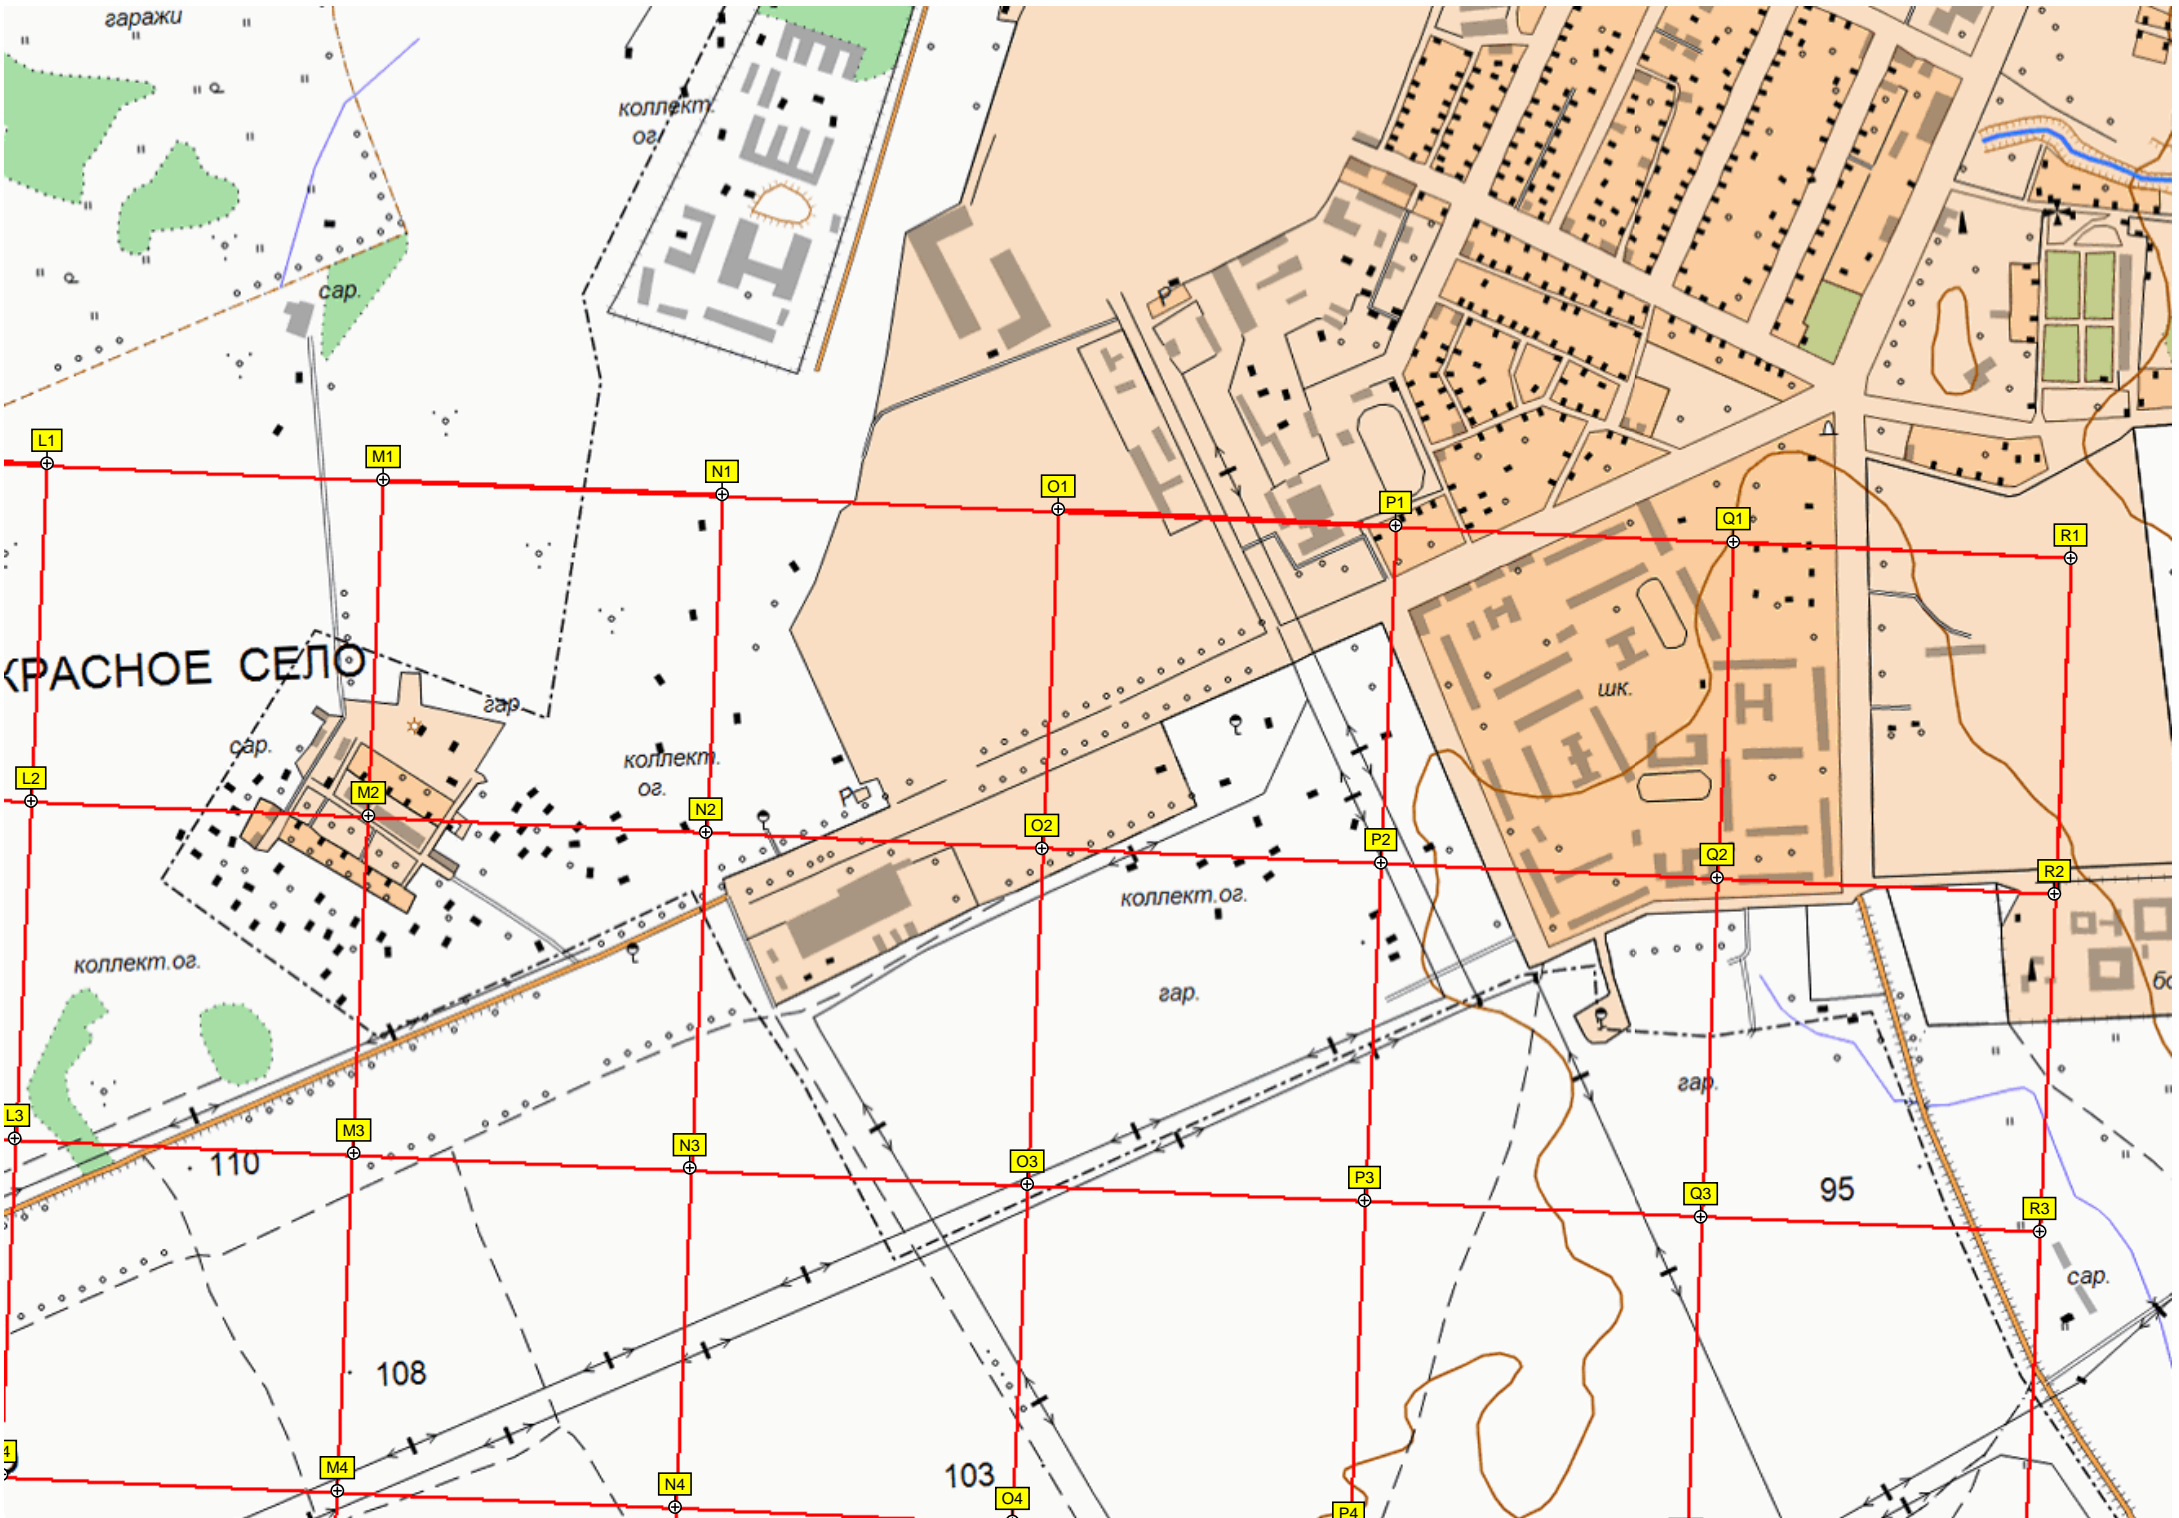 гаражи
коллект.
ог.
сар.
Р
L1
M1
N1
O1
P1
Q1
R1
КРАСНОЕ СЕЛО
шк.
гар.
сар.
коллект.
ог.
Р
L2
M2
N2
O2
P2
Q2
R2
коллект.ог.
коллект.ог.
гар.
гар.
L3
M3
N3
O3
P3
Q3
R3
110
95
сар.
108
103
4
M4
N4
O4
P4